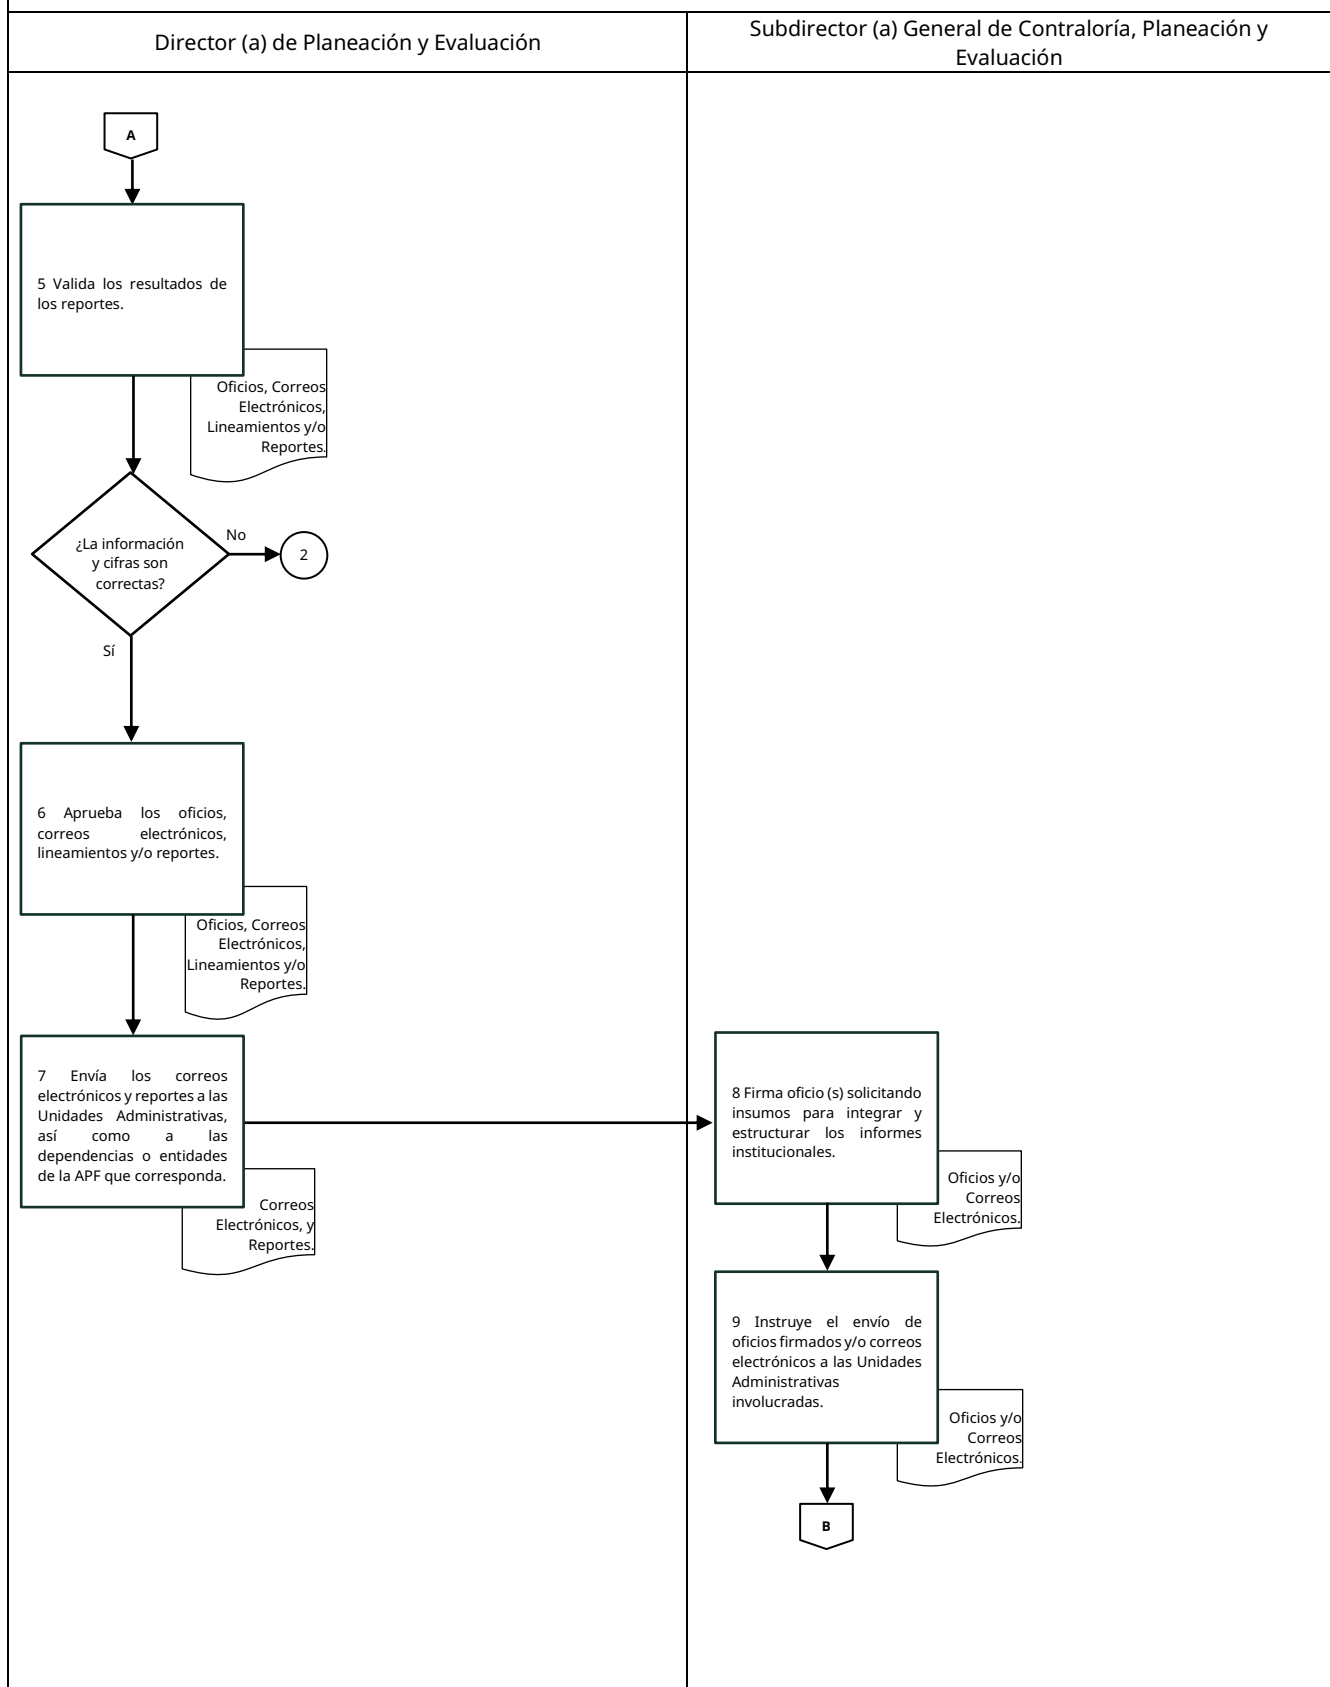 Director (a) de Planeación y Evaluación
Subdirector (a) General de Contraloría, Planeación y
Evaluación
A
5 Valida los resultados de
los reportes.
Oficios, Correos
Electrónicos,
Lineamientos y/o
Reportes.
¿La información
y cifras son
correctas?
No
2
Sí
6 Aprueba los oficios,
correos electrónicos,
lineamientos y/o reportes.
Oficios, Correos
Electrónicos,
Lineamientos y/o
Reportes.
7 Envía los correos
electrónicos y reportes a las
Unidades Administrativas,
así como a las
dependencias o entidades
de la APF que corresponda.
Correos
Electrónicos, y
Reportes.
8 Firma oficio (s) solicitando
insumos para integrar y
estructurar los informes
institucionales.
Oficios y/o
Correos
Electrónicos.
9 Instruye el envío de
oficios firmados y/o correos
electrónicos a las Unidades
Administrativas
involucradas.
Oficios y/o
Correos
Electrónicos.
B